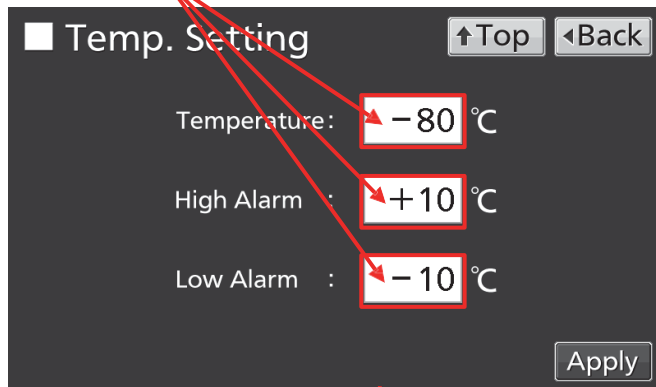 Temp. Setting ↑Top ◂Back
Temperature: −80 ℃
High Alarm : +10 ℃
Low Alarm : −10 ℃
Apply